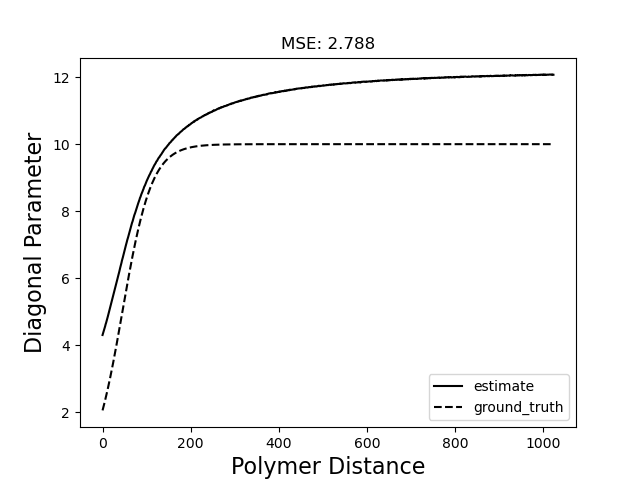 MSE: 2.788
Diagonal Parameter
12
10
8
6
4
2
estimate
ground_truth
0
200
400
600
800
1000
Polymer Distance